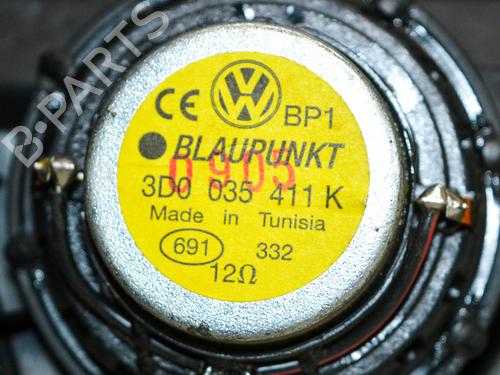 B-PARTS
CE VW BP1
BLAUPUNKT
0905
3D0 035 411 K
Made in Tunisia
691 332
12Ω